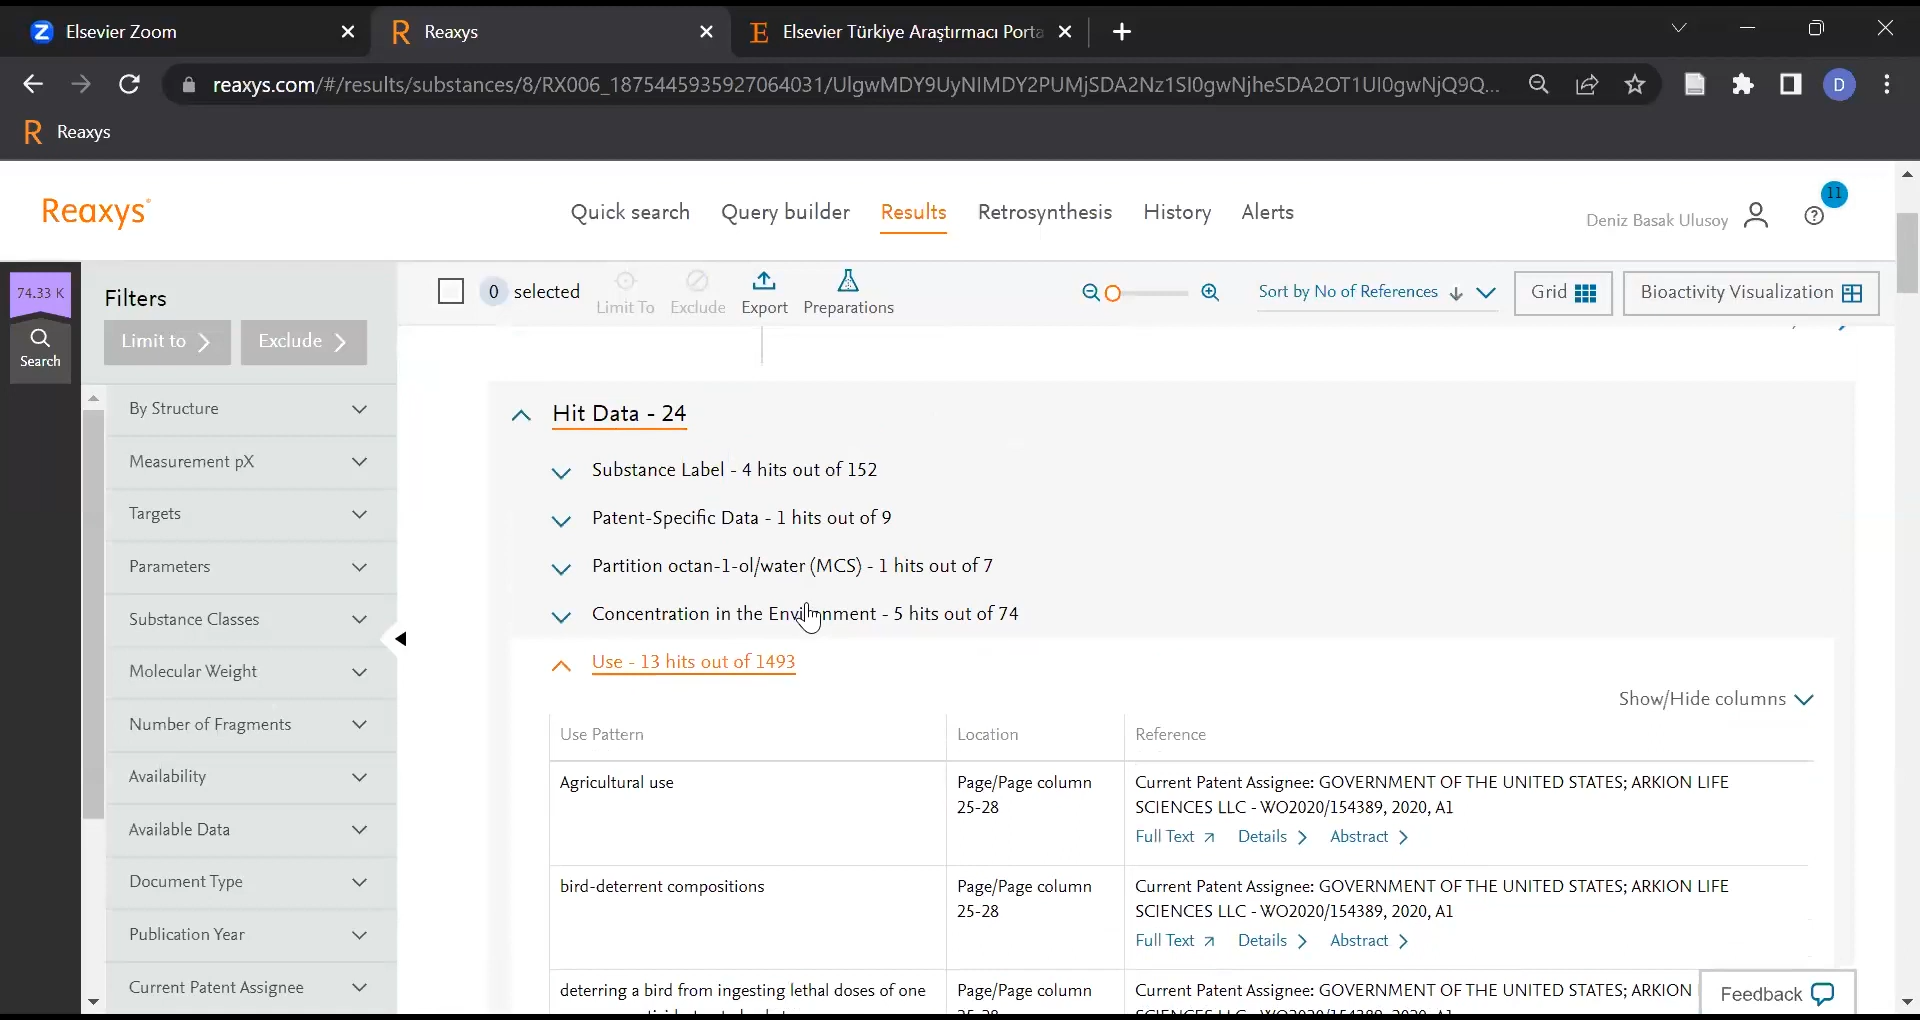 Elsevier Zoom
Reaxys
Elsevier Türkiye Araştırmacı Porta
reaxys.com/#/results/substances/8/RX006_1875445935927064031/UlgwMDY9UyNIMDY2PUMjSDA2Nz1SI0gwNjheSDA2OT1UI0gwNjQ9Q...
D
R Reaxys
Reaxys
Quick search
Query builder
Results
Retrosynthesis
History
Alerts
Deniz Basak Ulusoy
11
74.33 K
Search
Filters
Limit to
Exclude
By Structure
Measurement pX
Targets
Parameters
Substance Classes
Molecular Weight
Number of Fragments
Availability
Available Data
Document Type
Publication Year
Current Patent Assignee
0 selected
Limit To
Exclude
Export
Preparations
Sort by No of References
Grid
Bioactivity Visualization
Hit Data - 24
Substance Label - 4 hits out of 152
Patent-Specific Data - 1 hits out of 9
Partition octan-1-ol/water (MCS) - 1 hits out of 7
Concentration in the Environment - 5 hits out of 74
Use - 13 hits out of 1493
Show/Hide columns
Use Pattern
Location
Reference
Agricultural use
Page/Page column
25-28
Current Patent Assignee: GOVERNMENT OF THE UNITED STATES; ARKION LIFE
SCIENCES LLC - WO2020/154389, 2020, A1
Full Text
Details
Abstract
bird-deterrent compositions
Page/Page column
25-28
Current Patent Assignee: GOVERNMENT OF THE UNITED STATES; ARKION LIFE
SCIENCES LLC - WO2020/154389, 2020, A1
Full Text
Details
Abstract
deterring a bird from ingesting lethal doses of one
Page/Page column
Current Patent Assignee: GOVERNMENT OF THE UNITED STATES; ARKION
Feedback